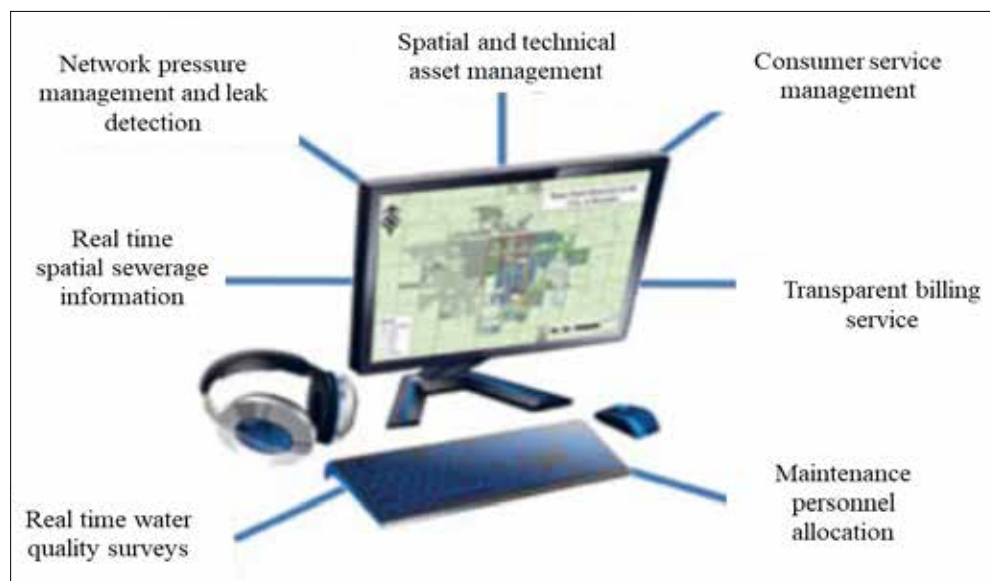 Spatial and technical
asset management
Network pressure
management and leak
detection
Consumer service
management
Real time
spatial sewerage
information
Transparent billing
service
Maintenance
personnel
allocation
Real time water
quality surveys